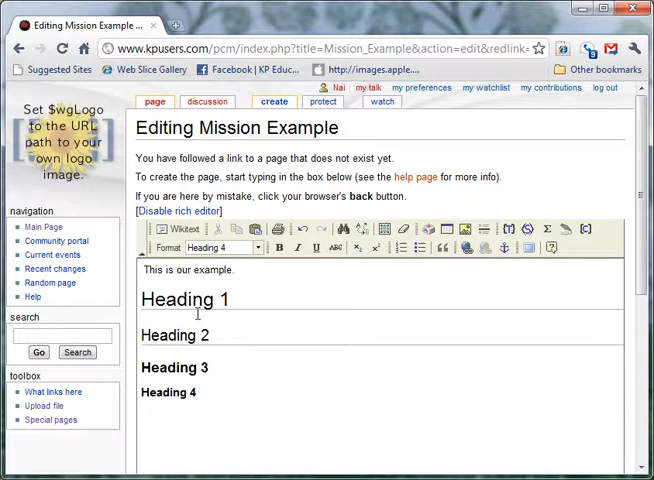 Editing Mission Example
www.kpusers.com/pcm/index.php?title=Mission_Example&action=edit&redlink=
9
Suggested Sites
Web Slice Gallery
Facebook | KP Educ...
http://images.apple....
Other bookmarks
Nai my talk my preferences my watchlist my contributions log out
page discussion create protect watch
Set $wgLogo
to the URL
path to your
own logo
image.
navigation
Main Page
Community portal
Current events
Recent changes
Random page
Help
search
Go Search
toolbox
What links here
Upload file
Special pages
Editing Mission Example
You have followed a link to a page that does not exist yet.
To create the page, start typing in the box below (see the help page for more info).
If you are here by mistake, click your browser's back button.
[Disable rich editor]
Wikitext
Format Heading 4 B I U ABC
This is our example.
Heading 1
Heading 2
Heading 3
Heading 4